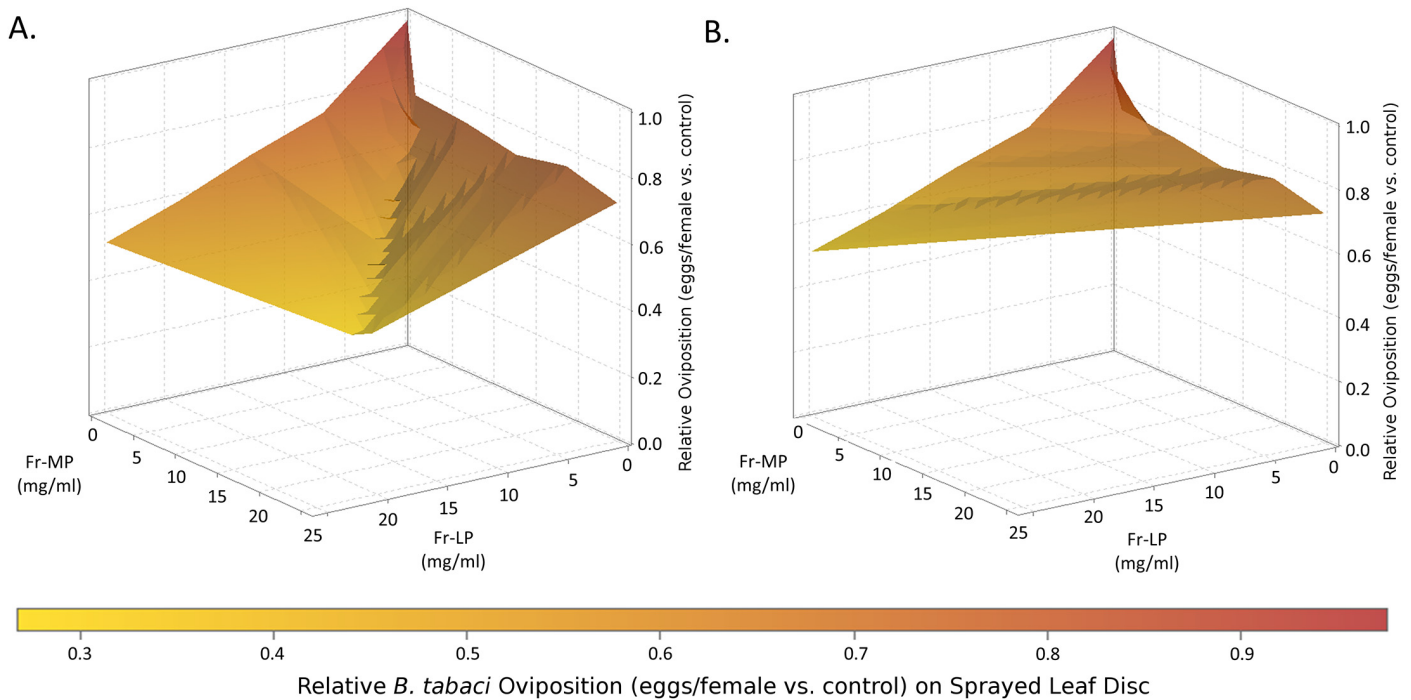 A.
B.
1.0
0.8
0.6
0.4
0.2
0.0
Relative Oviposition (eggs/female vs. control)
0
5
10
15
20
25
Fr-MP
(mg/ml)
20
15
10
5
0
Fr-LP
(mg/ml)
1.0
0.8
0.6
0.4
0.2
0.0
Relative Oviposition (eggs/female vs. control)
0
5
10
15
20
25
Fr-MP
(mg/ml)
20
15
10
5
0
Fr-LP
(mg/ml)
0.3 0.4 0.5 0.6 0.7 0.8 0.9
Relative B. tabaci Oviposition (eggs/female vs. control) on Sprayed Leaf Disc